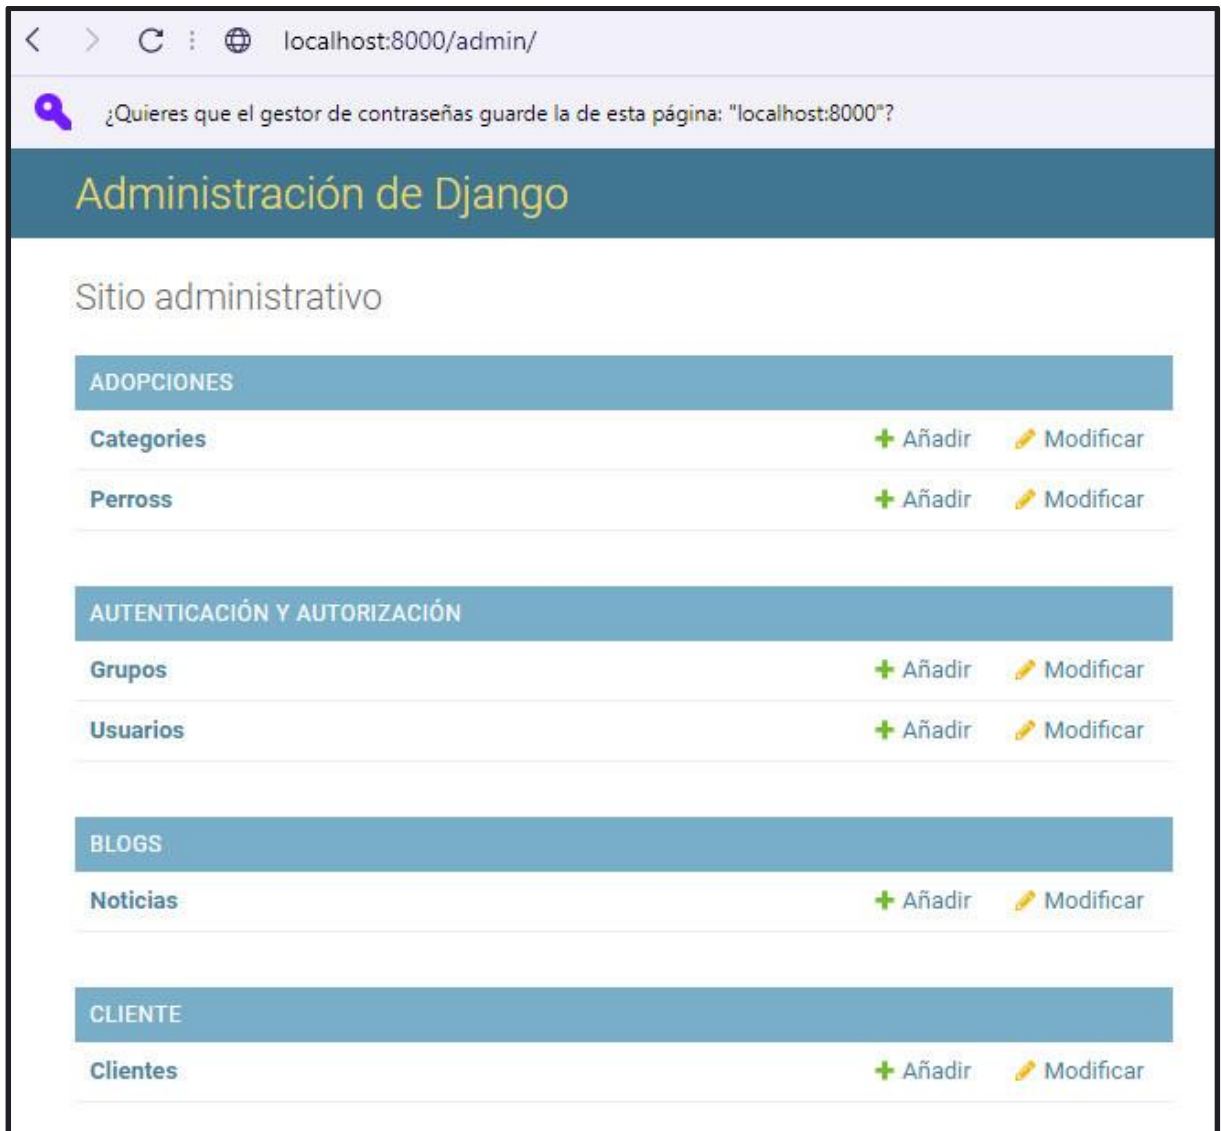 localhost:8000/admin/
¿Quieres que el gestor de contraseñas guarde la de esta página: "localhost:8000"?
Administración de Django
Sitio administrativo
ADOPCIONES
Categories Añadir Modificar
Perross Añadir Modificar
AUTENTICACIÓN Y AUTORIZACIÓN
Grupos Añadir Modificar
Usuarios Añadir Modificar
BLOGS
Noticias Añadir Modificar
CLIENTE
Clientes Añadir Modificar